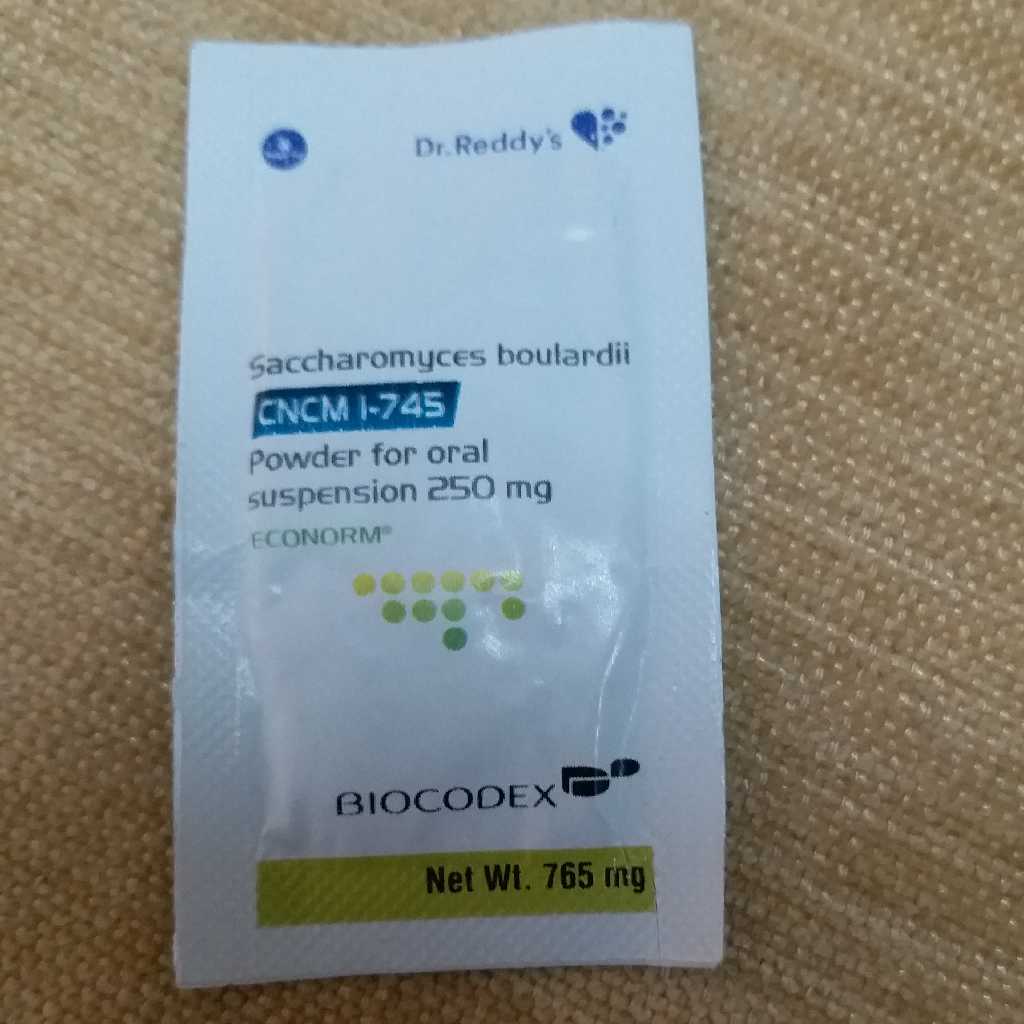 Dr. Reddy's
Saccharomyces boulardii
CNCM I-745
Powder for oral
suspension 250 mg
ECONORM®
BIOCODEX
Net Wt. 765 mg